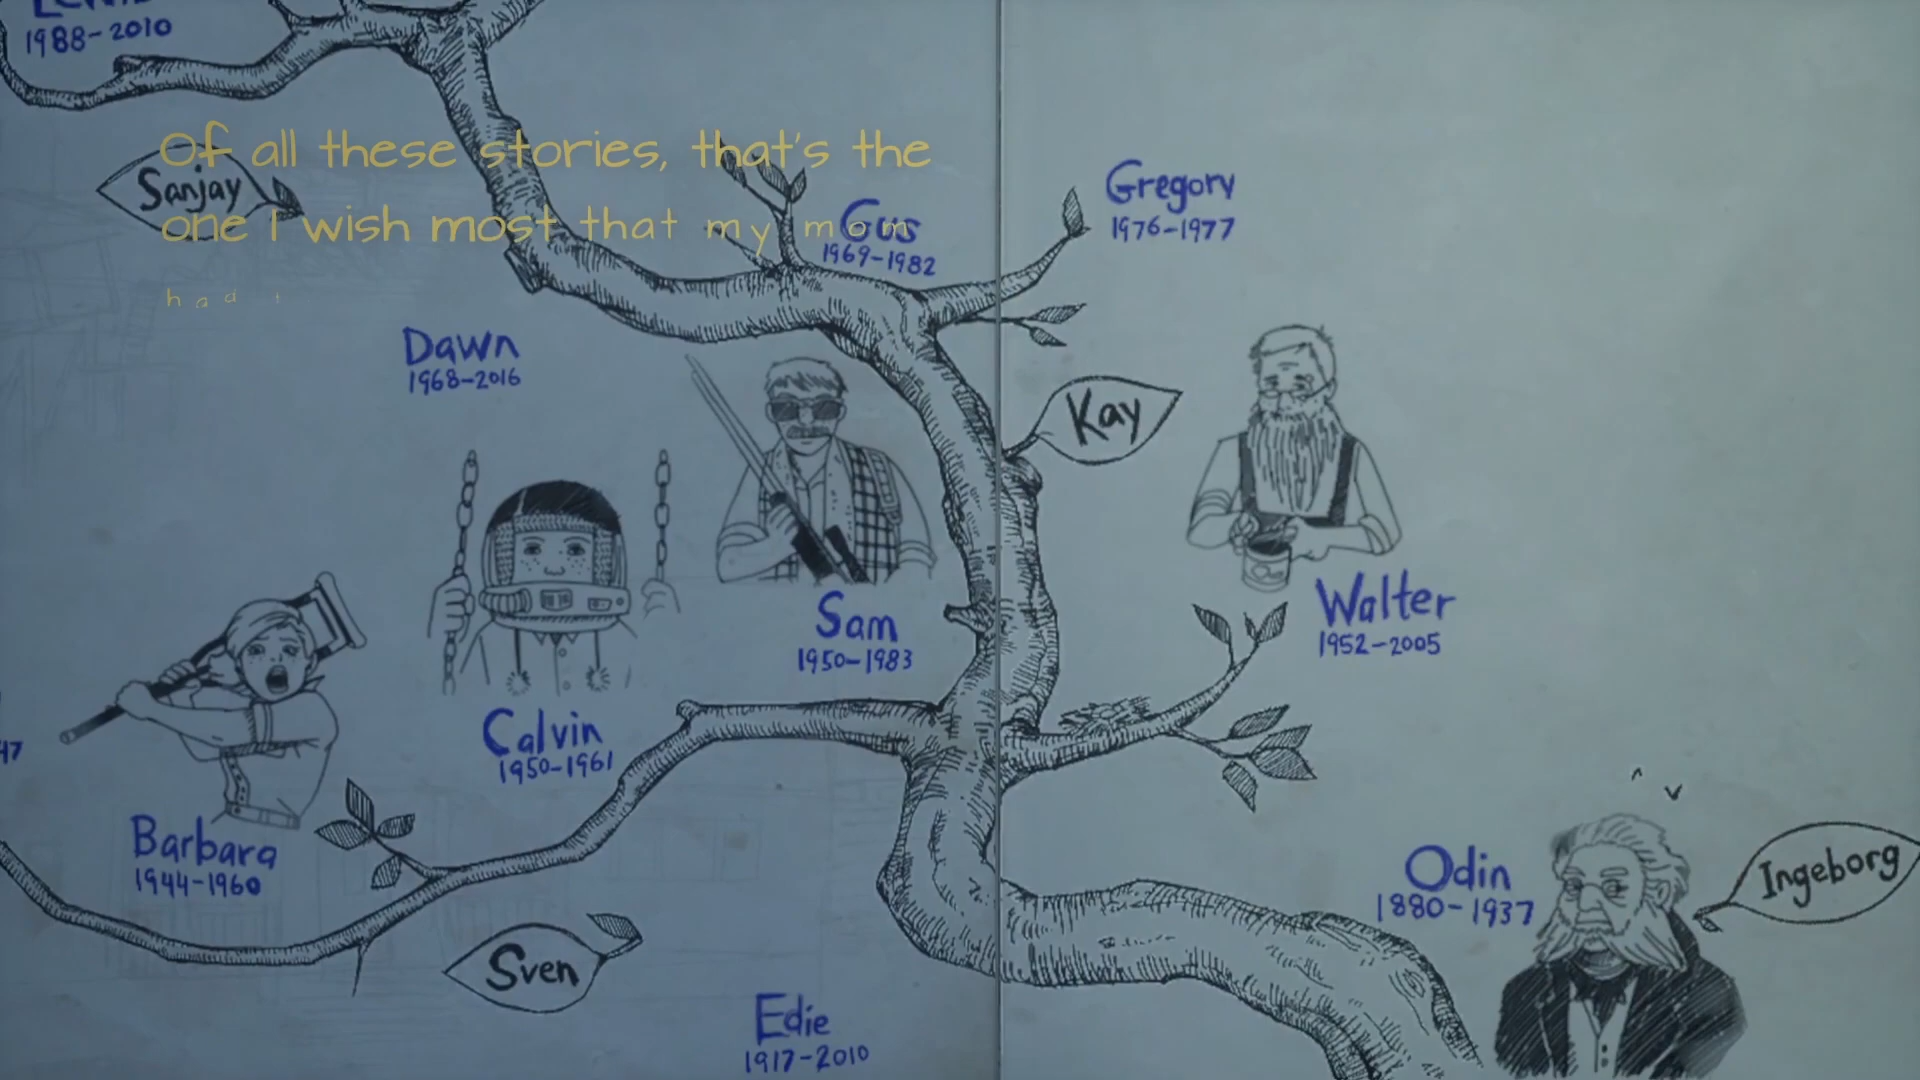 1988-2010
Of all these stories, that's the
Sanjay
one I wish most that my mom
had t
Gus
1969-1982
Gregory
1976-1977
Dawn
1968-2016
Kay
Sam
1950-1983
Walter
1952-2005
Calvin
1950-1961
47
Barbara
1944-1960
Odin
1880-1937
Ingeborg
Sven
Edie
1917-2010